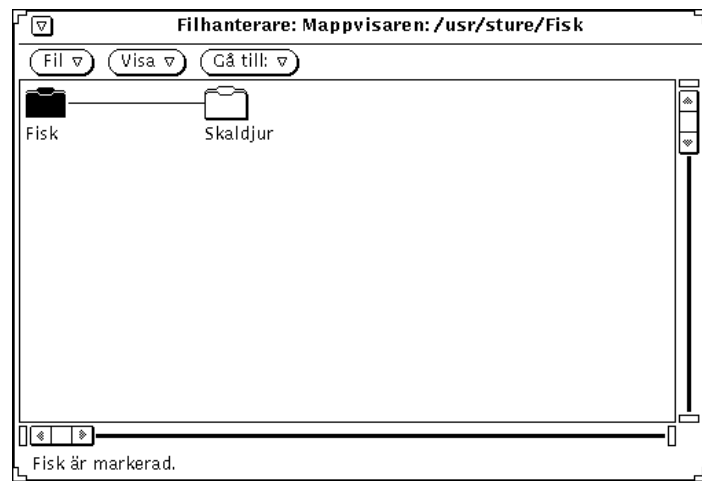 Filhanterare: Mappvisaren: /usr/sture/Fisk
Fil Visa Gå till:
Fisk Skaldjur
Fisk är markerad.